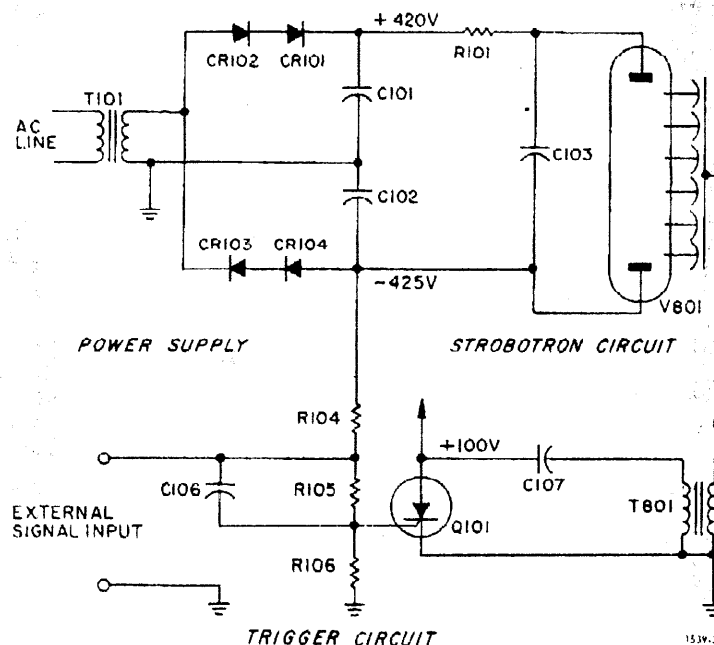 +420V
CR102
CR101
R101
T101
C101
AC
LINE
C103
C102
CR103
CR104
-425V
V801
POWER SUPPLY
STROBOTRON CIRCUIT
R104
+100V
C106
R105
C107
T801
EXTERNAL
SIGNAL INPUT
Q101
R106
TRIGGER CIRCUIT